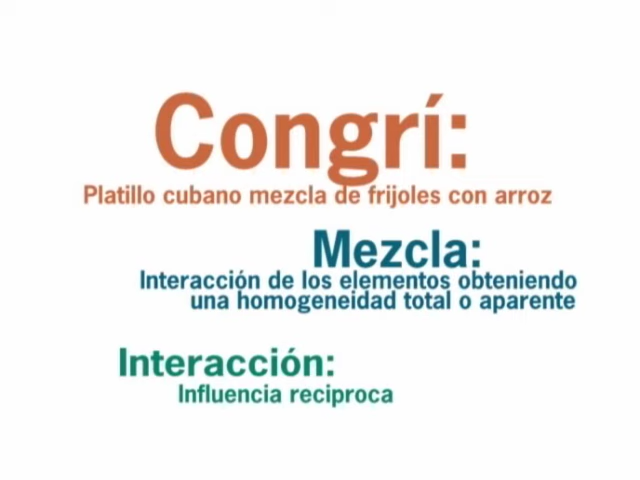 Congrí:
Platillo cubano mezcla de frijoles con arroz
Mezcla:
Interacción de los elementos obteniendo
una homogeneidad total o aparente
Interacción:
Influencia reciproca